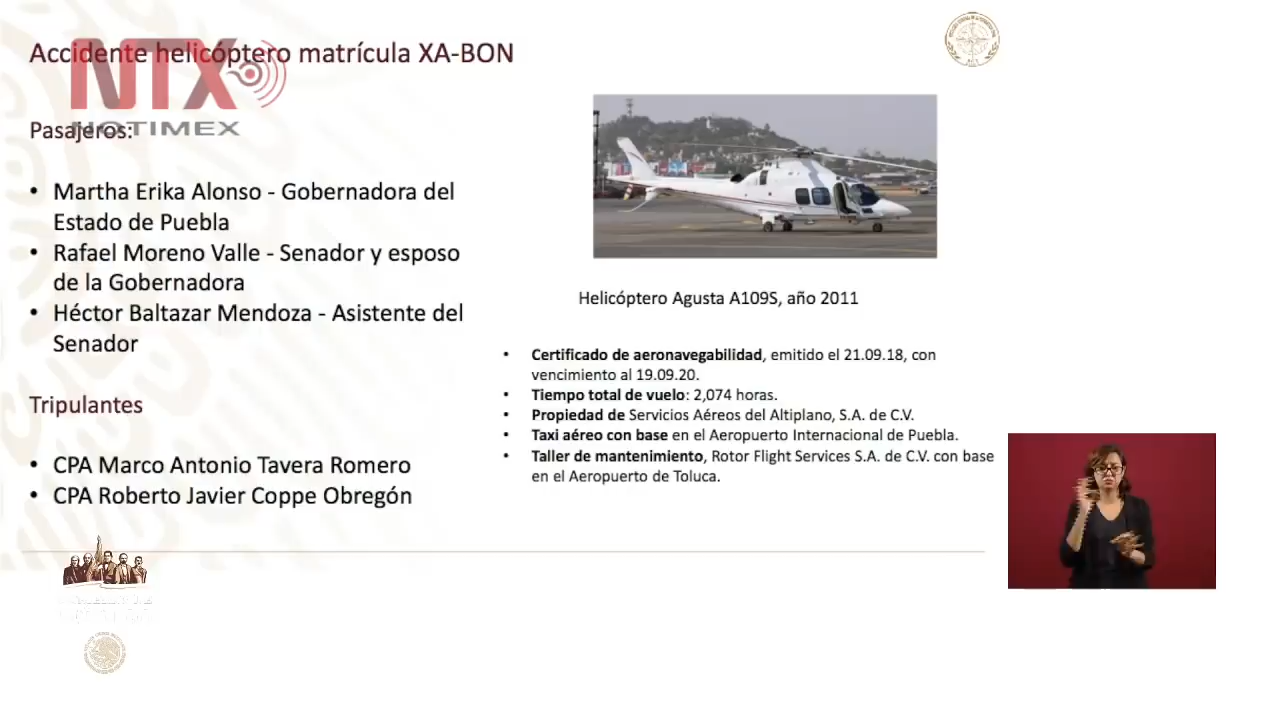 Accidente helicóptero matrícula XA-BON
NTX
NOTIMEX
Pasajeros:
• Martha Erika Alonso - Gobernadora del
Estado de Puebla
• Rafael Moreno Valle - Senador y esposo
de la Gobernadora
• Héctor Baltazar Mendoza - Asistente del
Senador
Tripulantes
• CPA Marco Antonio Tavera Romero
• CPA Roberto Javier Coppe Obregón
Helicóptero Agusta A109S, año 2011
• Certificado de aeronavegabilidad, emitido el 21.09.18, con
vencimiento al 19.09.20.
• Tiempo total de vuelo: 2,074 horas.
• Propiedad de Servicios Aéreos del Altiplano, S.A. de C.V.
• Taxi aéreo con base en el Aeropuerto Internacional de Puebla.
• Taller de mantenimiento, Rotor Flight Services S.A. de C.V. con base
en el Aeropuerto de Toluca.